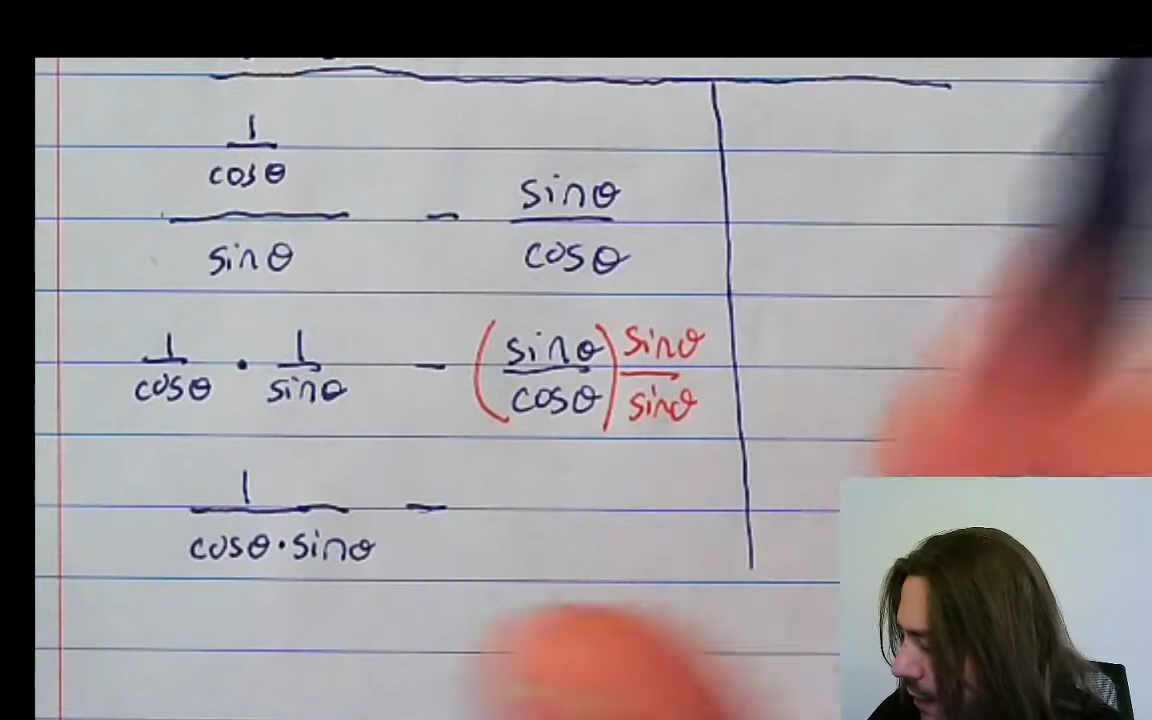 1/cosθ / sinθ - sinθ/cosθ
1/cosθ · 1/sinθ - (sinθ/cosθ) sinθ/sinθ
1/cosθ·sinθ -